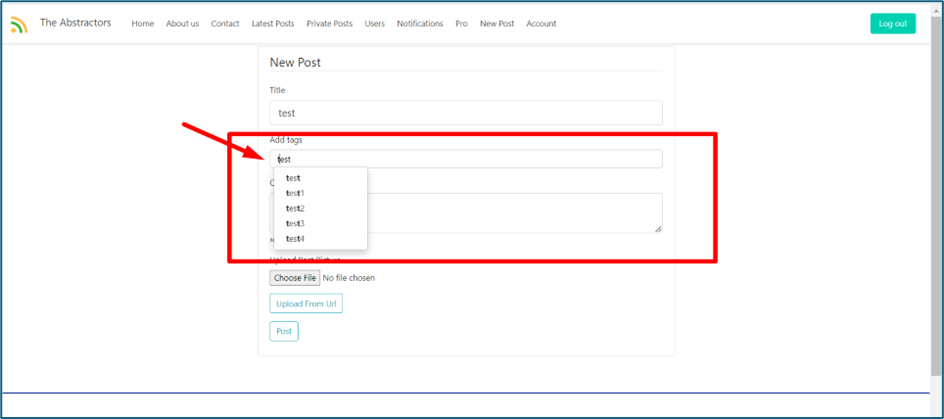 The Abstractors Home About us Contact Latest Posts Private Posts Users Notifications Pro New Post Account Log out
New Post
Title
test
Add tags
test
test
test1
test2
test3
test4
Upload Post Picture
Choose File No file chosen
Upload From Url
Post